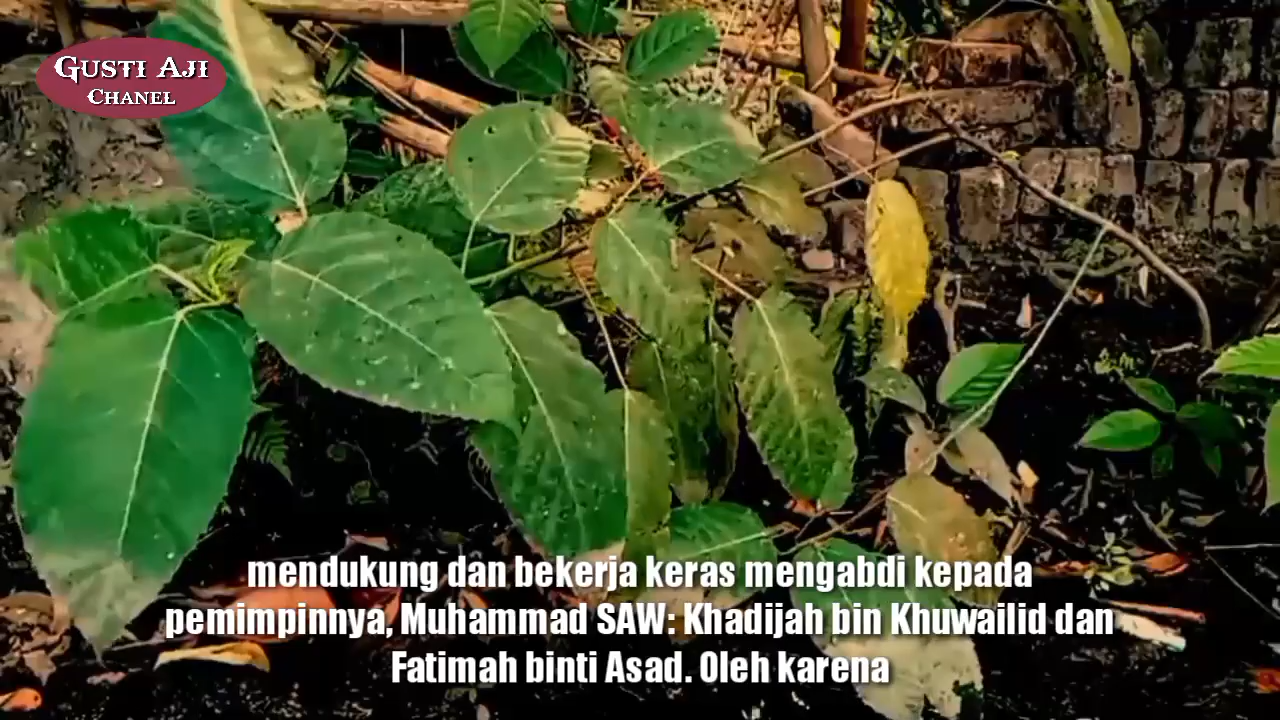 GUSTI AJI
CHANEL
mendukung dan bekerja keras mengabdi kepada
pemimpinnya, Muhammad SAW: Khadijah bin Khuwailid dan
Fatimah binti Asad. Oleh karena